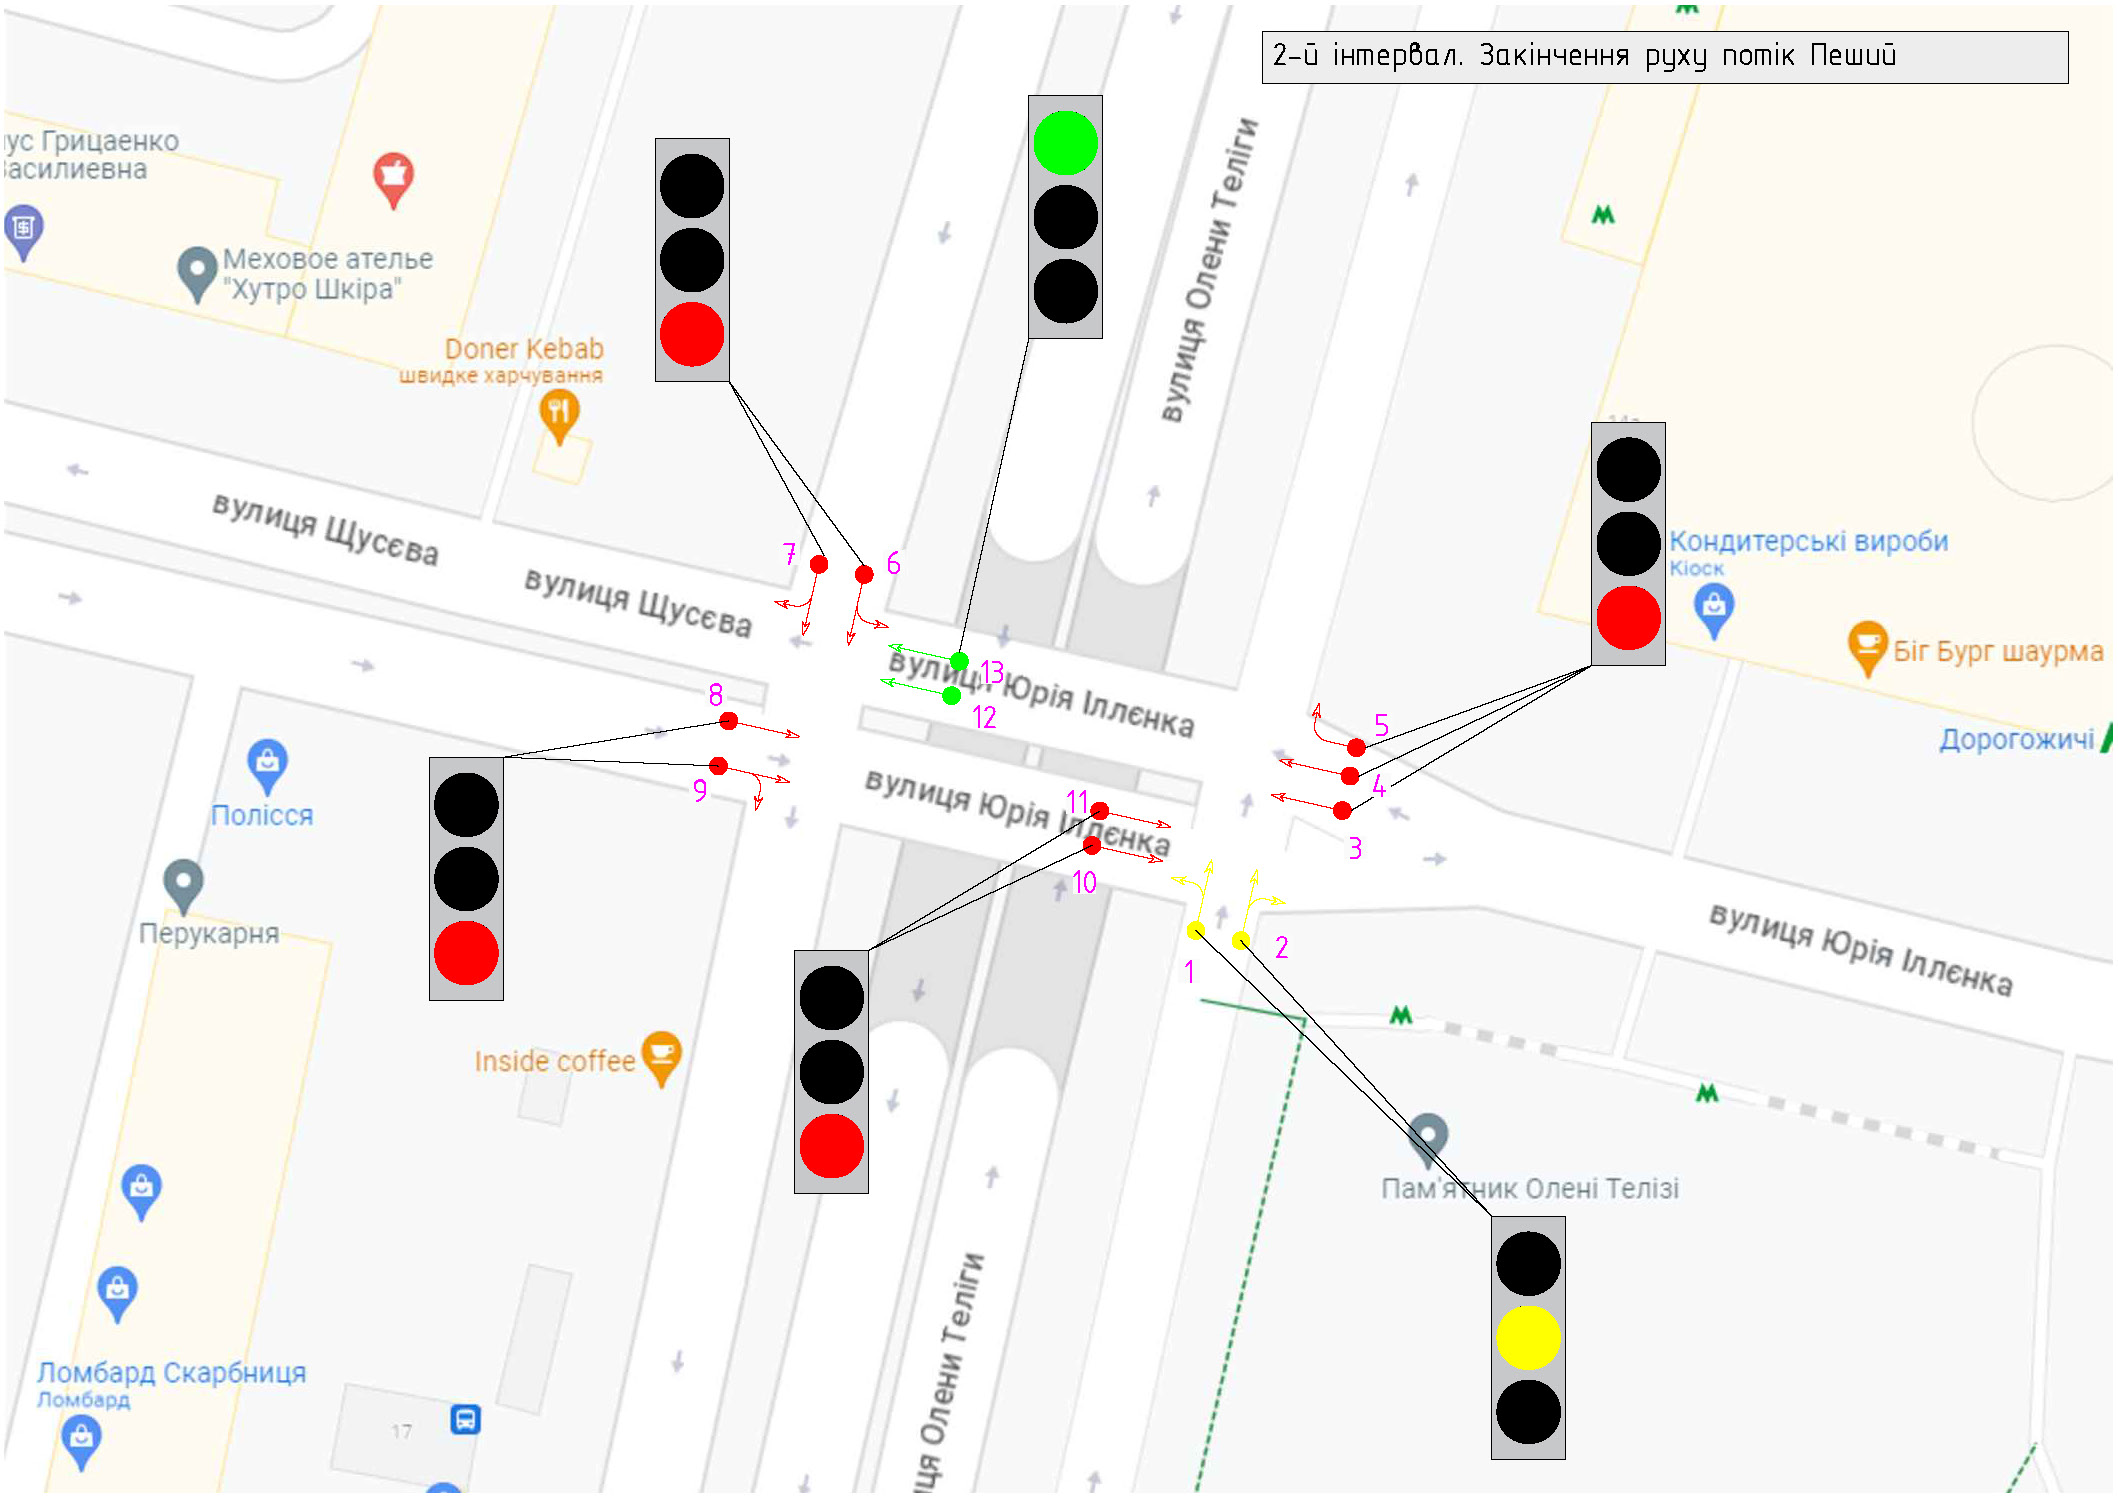 2-й інтервал. Закінчення руху потік Пеший
ус Грицаенко
Василиевна
Меховое ателье
"Хутро Шкіра"
Doner Kebab
швидке харчування
вулиця Олени Теліги
Кондитерські вироби
Кіоск
Біг Бург шаурма
Дорогожичі
вулиця Щусєва
вулиця Щусєва
7
6
13
12
вулиця Юрія Іллєнка
8
9
5
4
3
вулиця Юрія Іллєнка
11
10
1
2
вулиця Юрія Іллєнка
Полісся
Перукарня
Inside coffee
Пам'ятник Олені Телізі
Ломбард Скарбниця
Ломбард
17
ця Олени Теліги